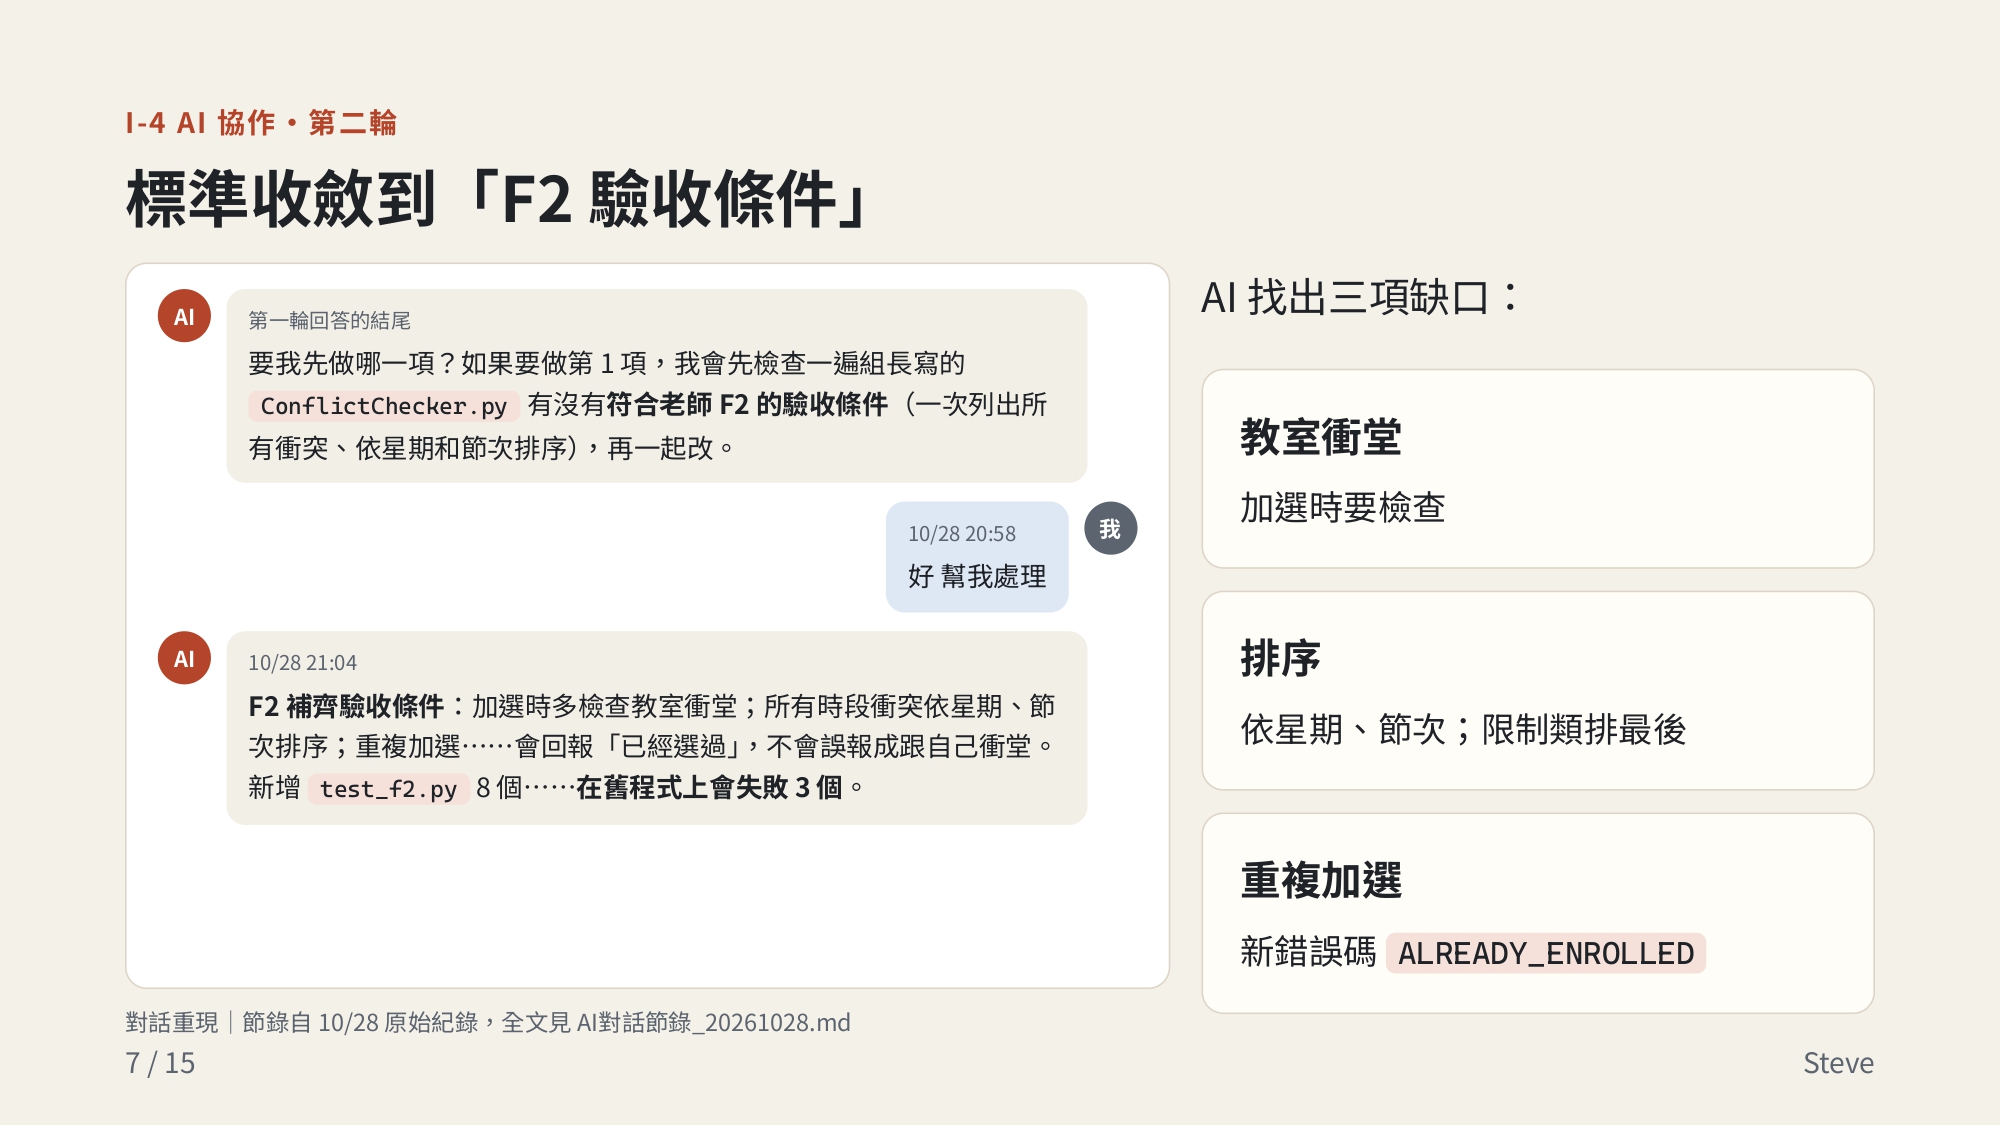 I-4 AI 協作・第二輪
標準收斂到「F2 驗收條件」
AI
第一輪回答的結尾
要我先做哪一項？如果要做第 1 項，我會先檢查一遍組長寫的
ConflictChecker.py 有沒有符合老師 F2 的驗收條件（一次列出所
有衝突、依星期和節次排序），再一起改。
10/28 20:58
好 幫我處理
我
AI
10/28 21:04
F2 補齊驗收條件：加選時多檢查教室衝堂；所有時段衝突依星期、節
次排序；重複加選⋯⋯會回報「已經選過」，不會誤報成跟自己衝堂。
新增 test_f2.py 8 個⋯⋯在舊程式上會失敗 3 個。
對話重現｜節錄自 10/28 原始紀錄，全文見 AI對話節錄_20261028.md
AI 找出三項缺口：
教室衝堂
加選時要檢查
排序
依星期、節次；限制類排最後
重複加選
新錯誤碼 ALREADY_ENROLLED
7 / 15
Steve